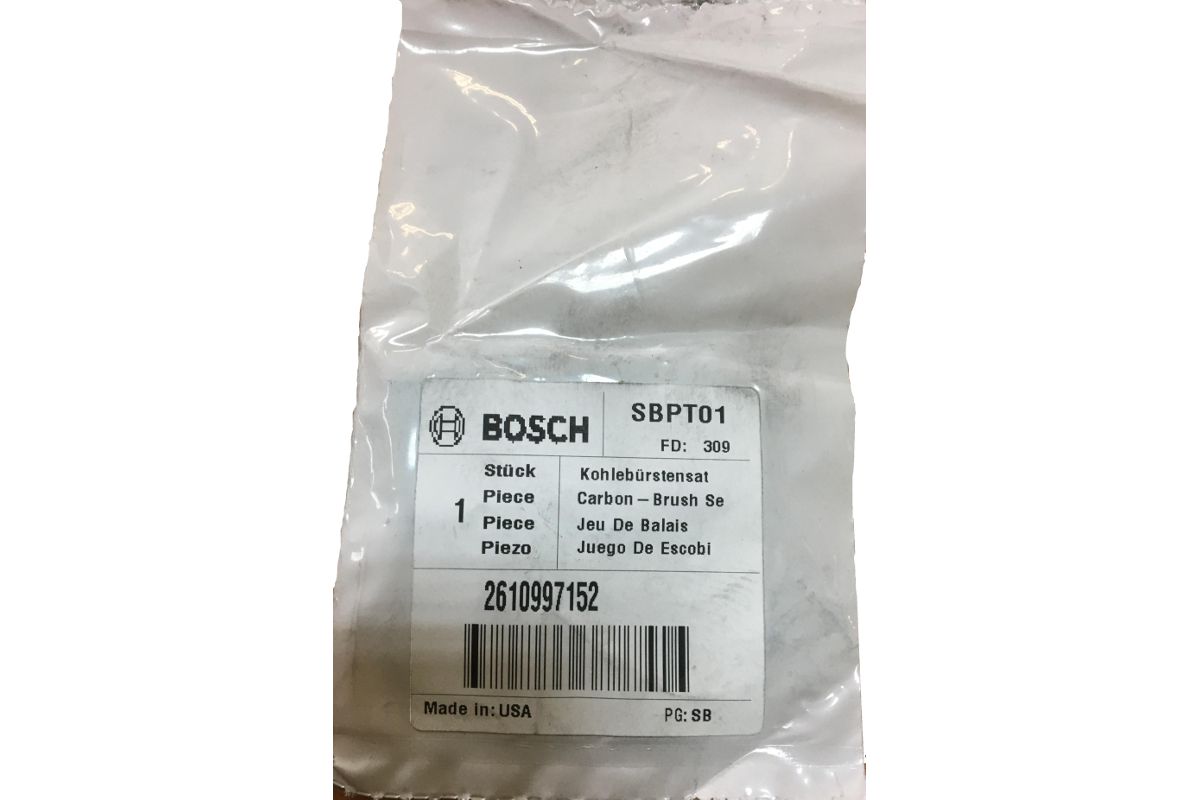 BOSCH
SBPT01
FD: 309
1
Stück
Piece
Piece
Piezo
Kohlebürstensat
Carbon – Brush Se
Jeu De Balais
Juego De Escobi
2610997152
Made in: USA
PG: SB